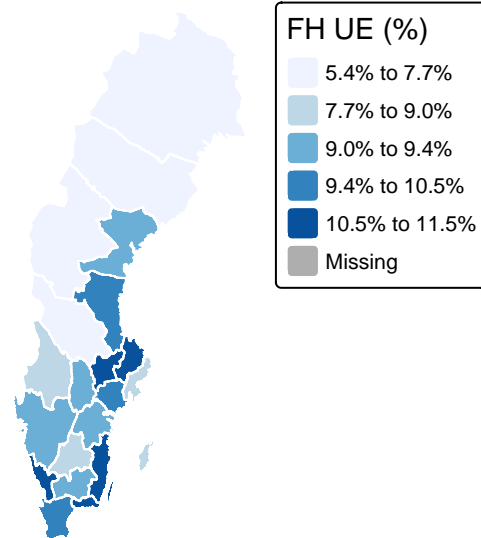 FH UE (%)
5.4% to 7.7%
7.7% to 9.0%
9.0% to 9.4%
9.4% to 10.5%
10.5% to 11.5%
Missing